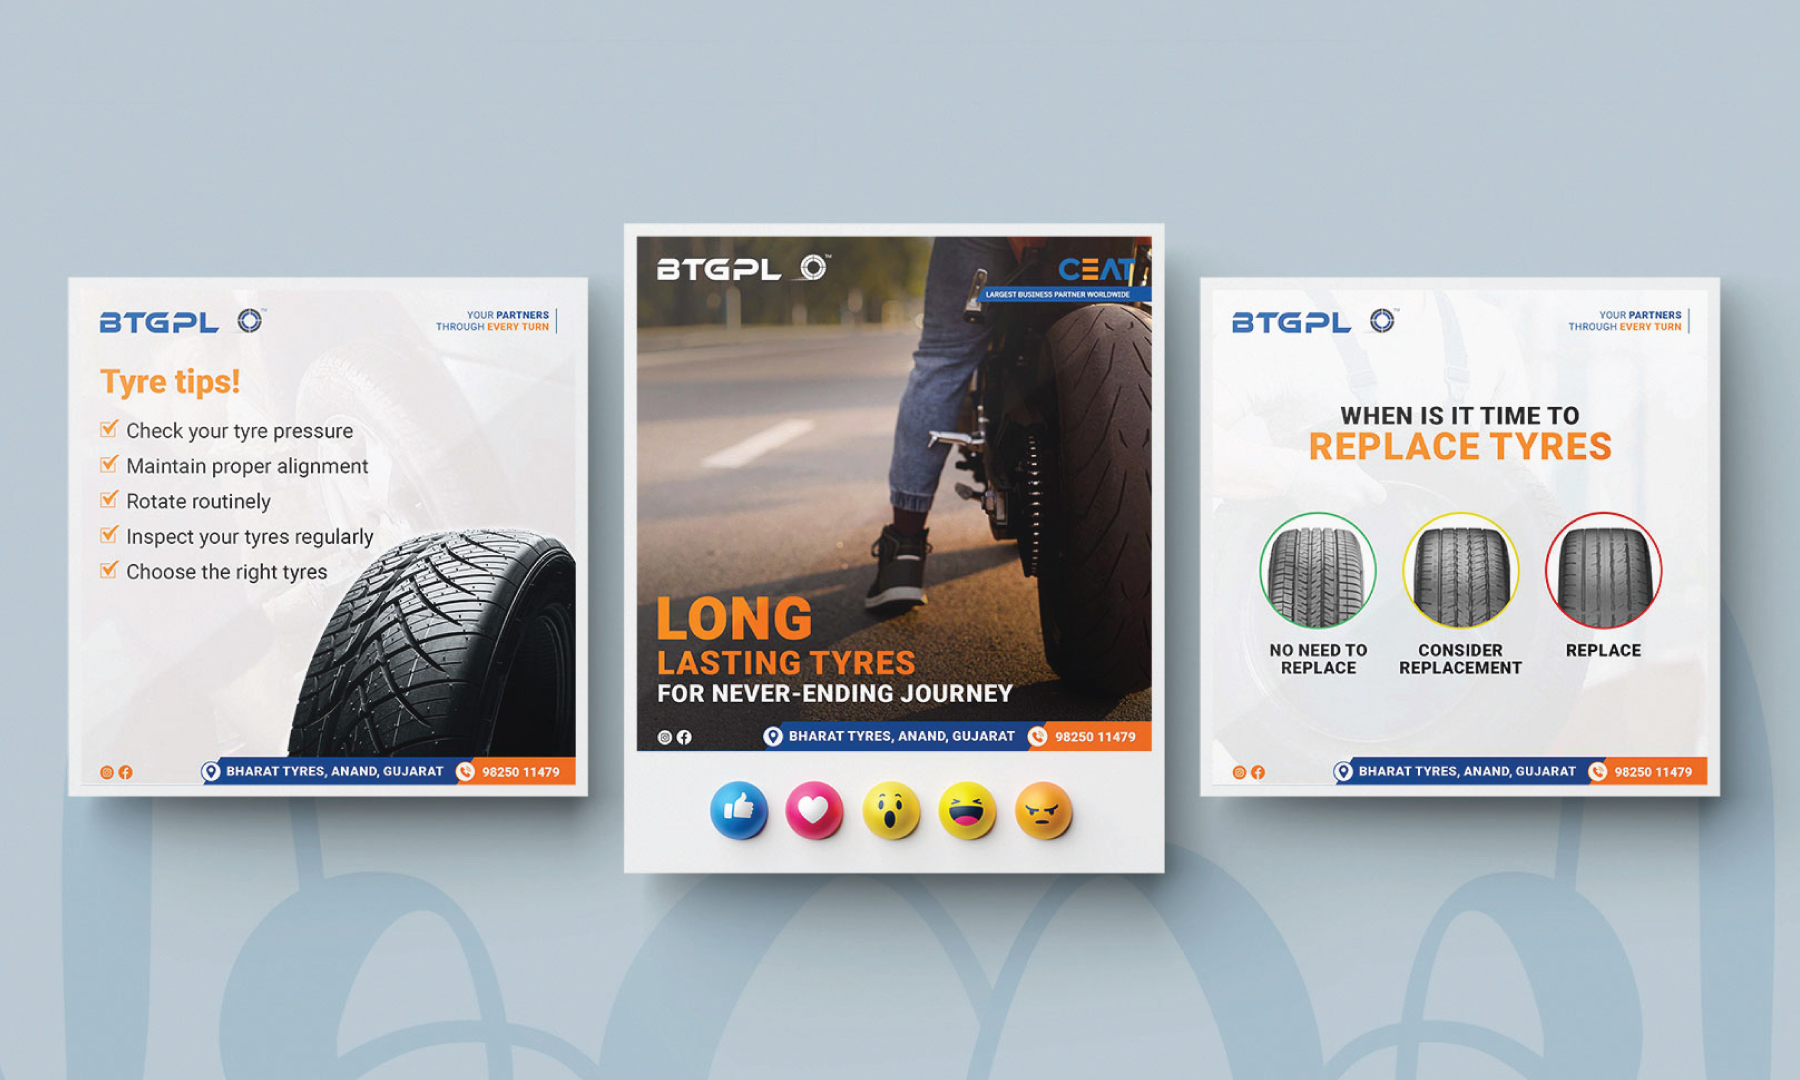 BTGPL
YOUR PARTNERS
THROUGH EVERY TURN
Tyre tips!
Check your tyre pressure
Maintain proper alignment
Rotate routinely
Inspect your tyres regularly
Choose the right tyres
BHARAT TYRES, ANAND, GUJARAT
98250 11479
BTGPL
TM
CEAT
LARGEST BUSINESS PARTNER WORLDWIDE
LONG
LASTING TYRES
FOR NEVER-ENDING JOURNEY
BHARAT TYRES, ANAND, GUJARAT
98250 11479
BTGPL
YOUR PARTNERS
THROUGH EVERY TURN
WHEN IS IT TIME TO
REPLACE TYRES
NO NEED TO
REPLACE
CONSIDER
REPLACEMENT
REPLACE
BHARAT TYRES, ANAND, GUJARAT
98250 11479